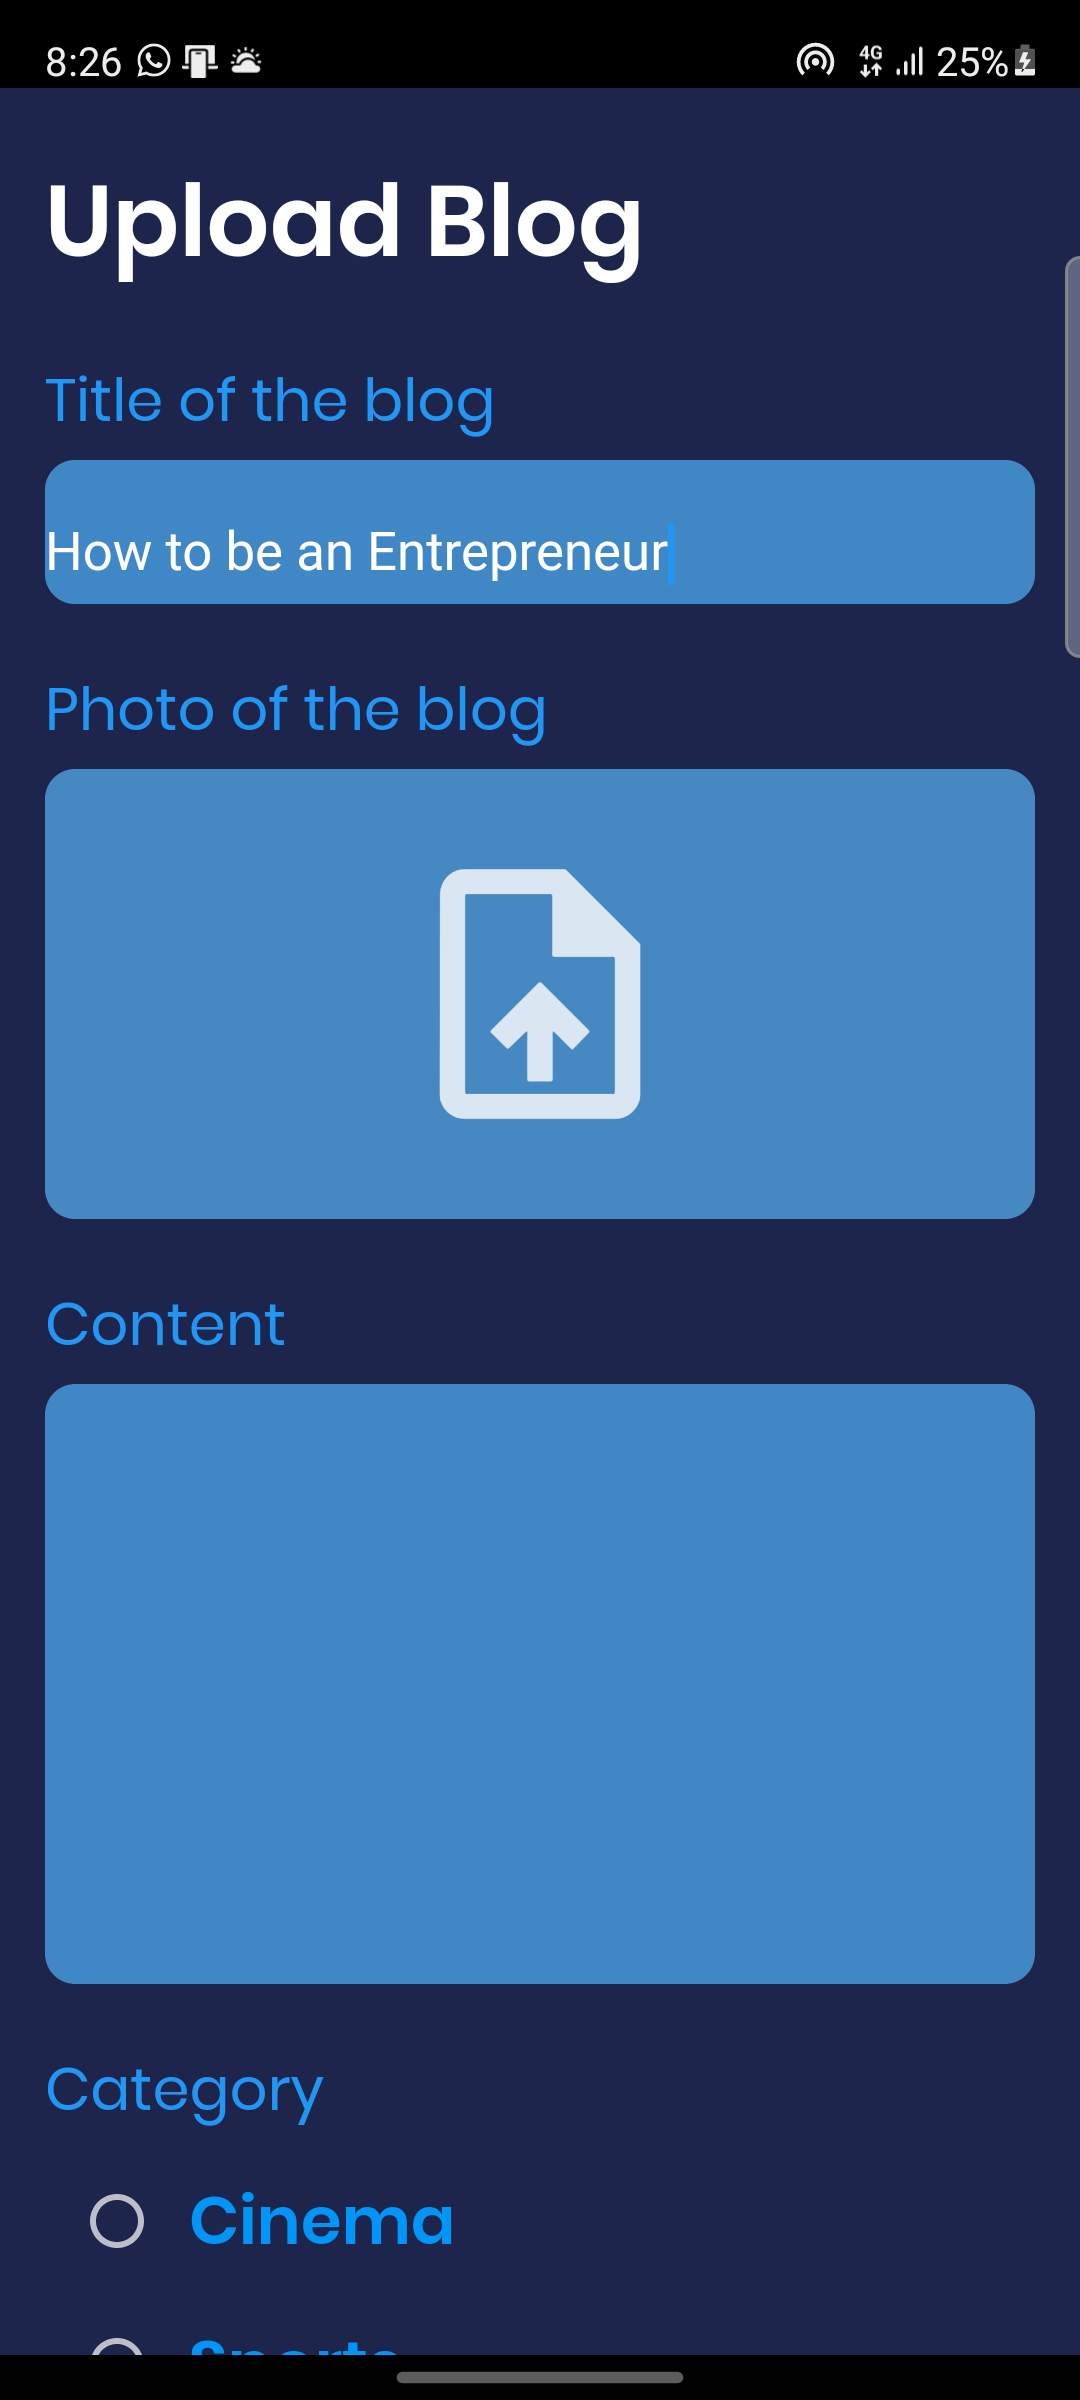 8:26 4G 25%
Upload Blog
Title of the blog
How to be an Entrepreneur
Photo of the blog
Content
Category
Cinema
Sports